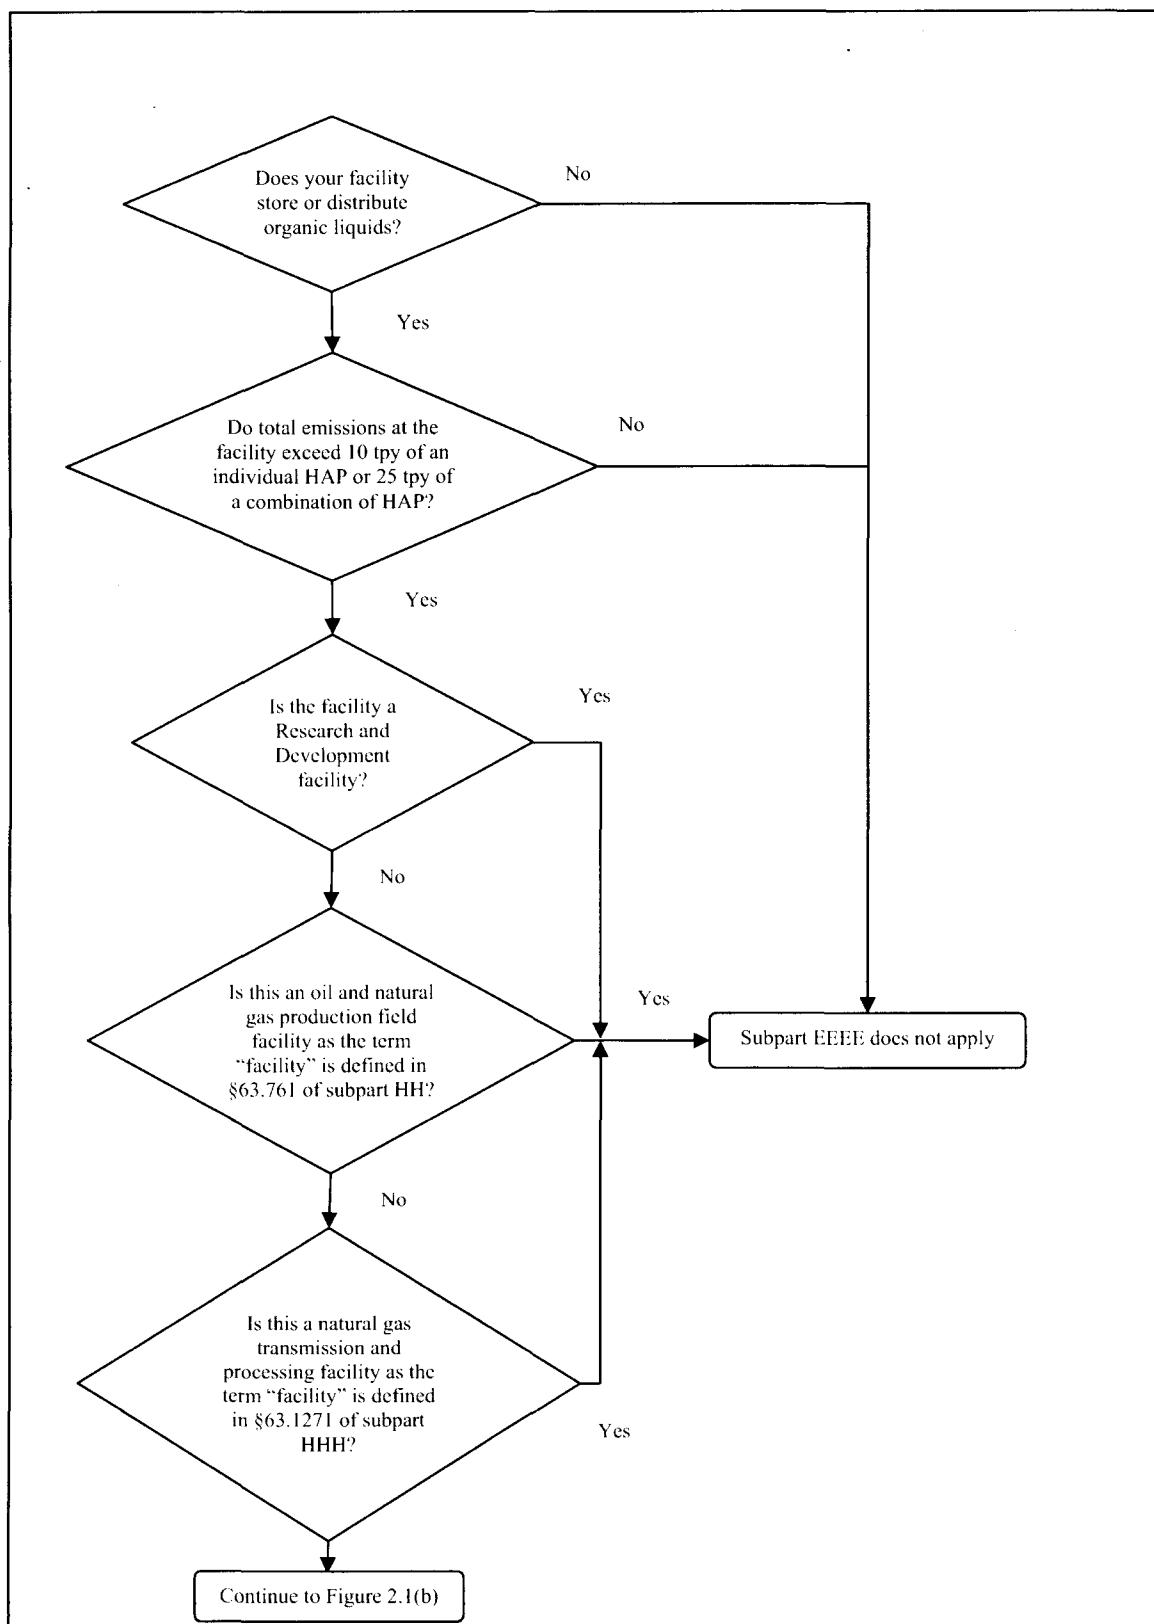 Does your facility
store or distribute
organic liquids?
No
Yes
Do total emissions at the
facility exceed 10 tpy of an
individual HAP or 25 tpy of
a combination of HAP?
No
Yes
Is the facility a
Research and
Development
facility?
Yes
No
Is this an oil and natural
gas production field
facility as the term
“facility” is defined in
§63.761 of subpart HH?
Yes
Subpart EEEE does not apply
No
Is this a natural gas
transmission and
processing facility as the
term “facility” is defined
in §63.1271 of subpart
HHH?
Yes
Continue to Figure 2.1(b)